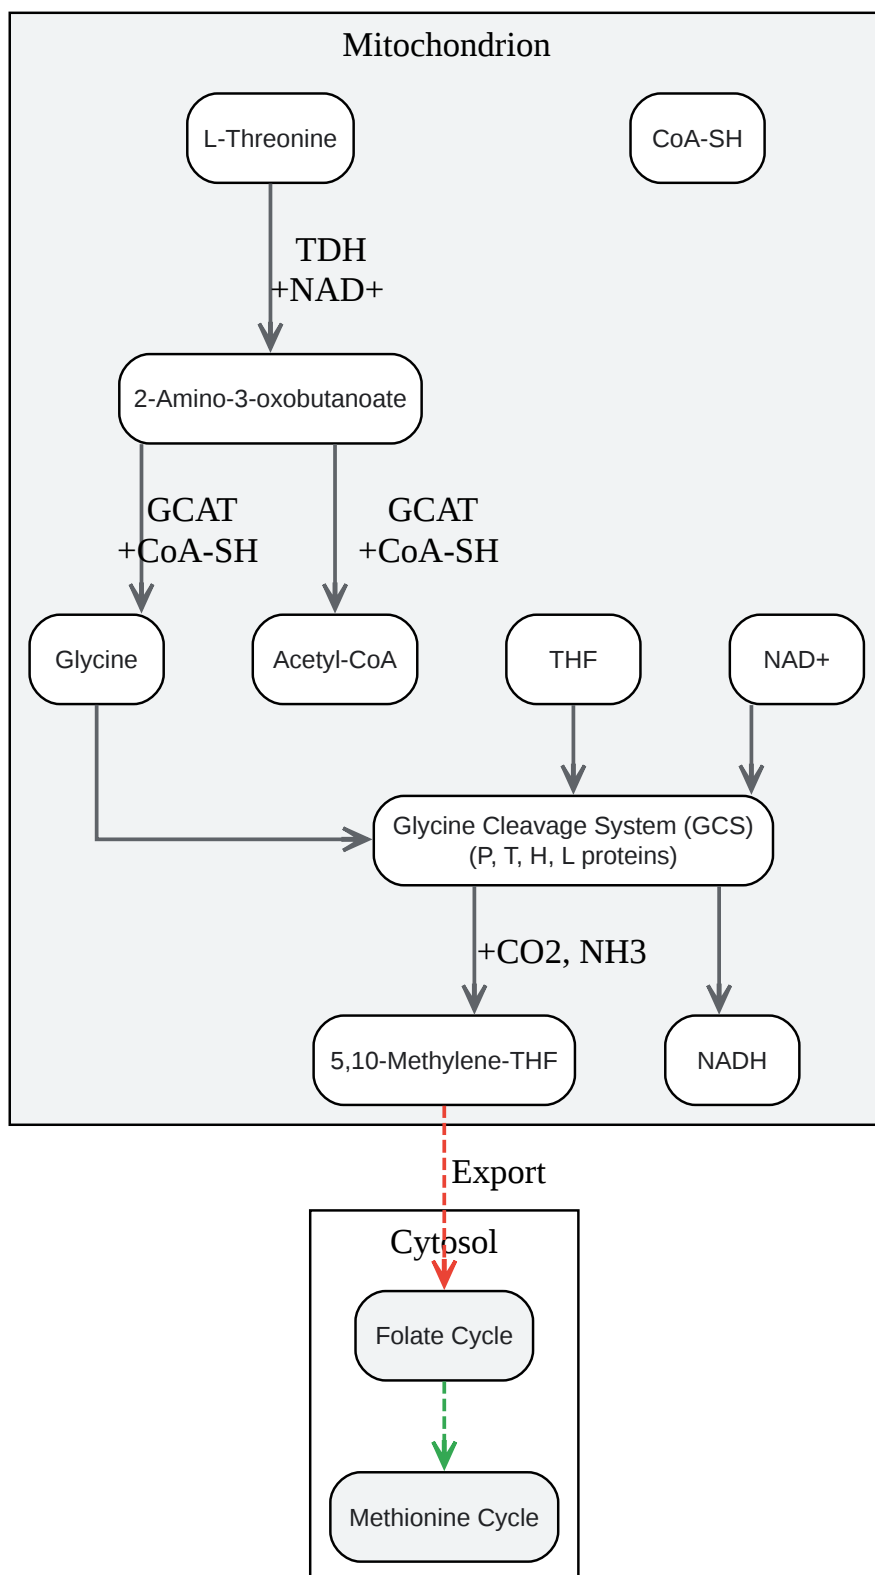 Mitochondrion
L-Threonine
CoA-SH
TDH
+NAD+
2-Amino-3-oxobutanoate
GCAT
+CoA-SH
GCAT
+CoA-SH
Glycine
Acetyl-CoA
THF
NAD+
Glycine Cleavage System (GCS)
(P, T, H, L proteins)
+CO2, NH3
5,10-Methylene-THF
NADH
Export
Cytosol
Folate Cycle
Methionine Cycle